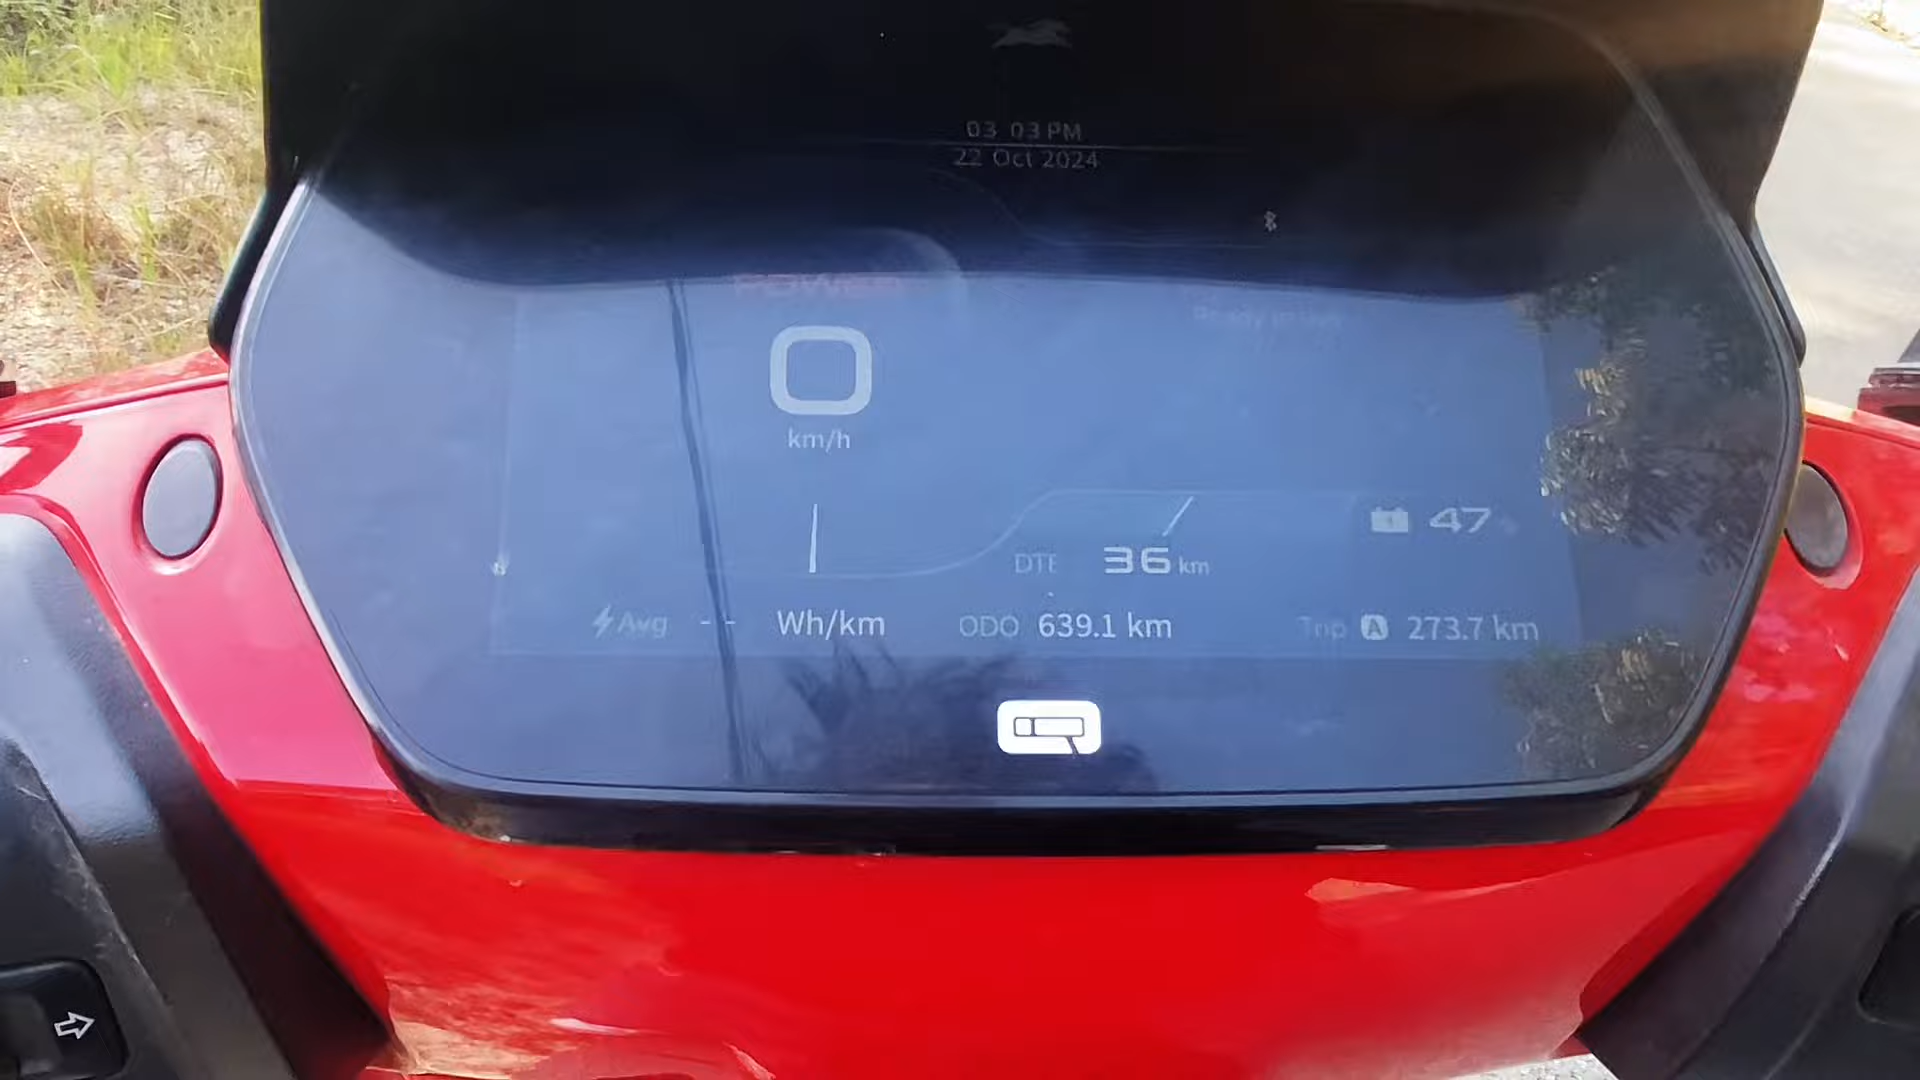 03 03 PM
22 Oct 2024
POWER
0
km/h
47
DTE 36 km
Avg -- Wh/km
ODO 639.1 km
Trip A 273.7 km